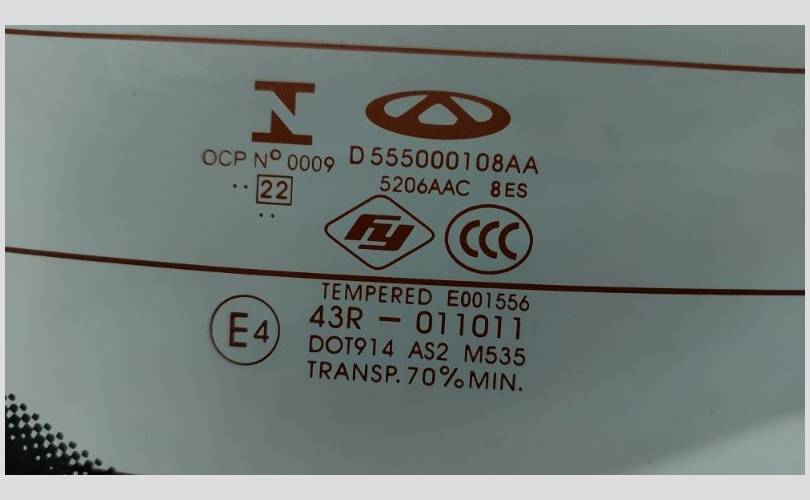 OCP Nº 0009
22
D555000108AA
5206AAC 8ES
FY
CCC
TEMPERED E001556
E4
43R - 011011
DOT914 AS2 M535
TRANSP. 70% MIN.